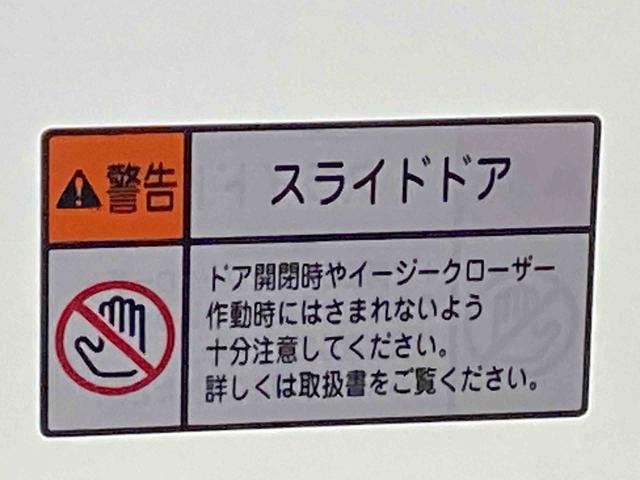 警告
スライドドア
ドア開閉時やイージークローザー
作動時にはさまれないよう
十分注意してください。
詳しくは取扱書をご覧ください。